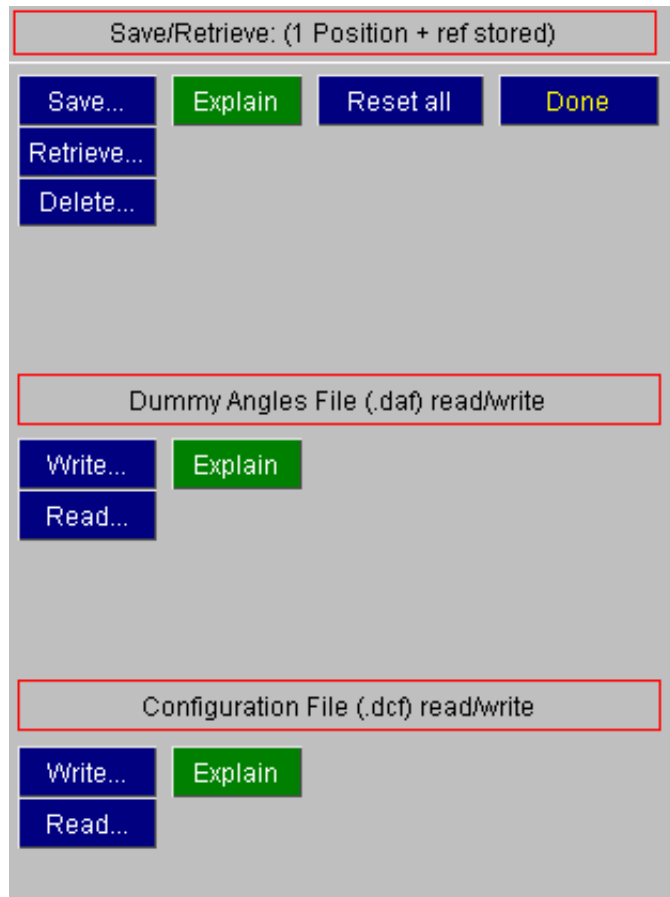 Save/Retrieve: (1 Position + ref stored)
Save... Explain Reset all Done
Retrieve...
Delete...
Dummy Angles File (.daf) read/write
Write... Explain
Read...
Configuration File (.dcf) read/write
Write... Explain
Read...